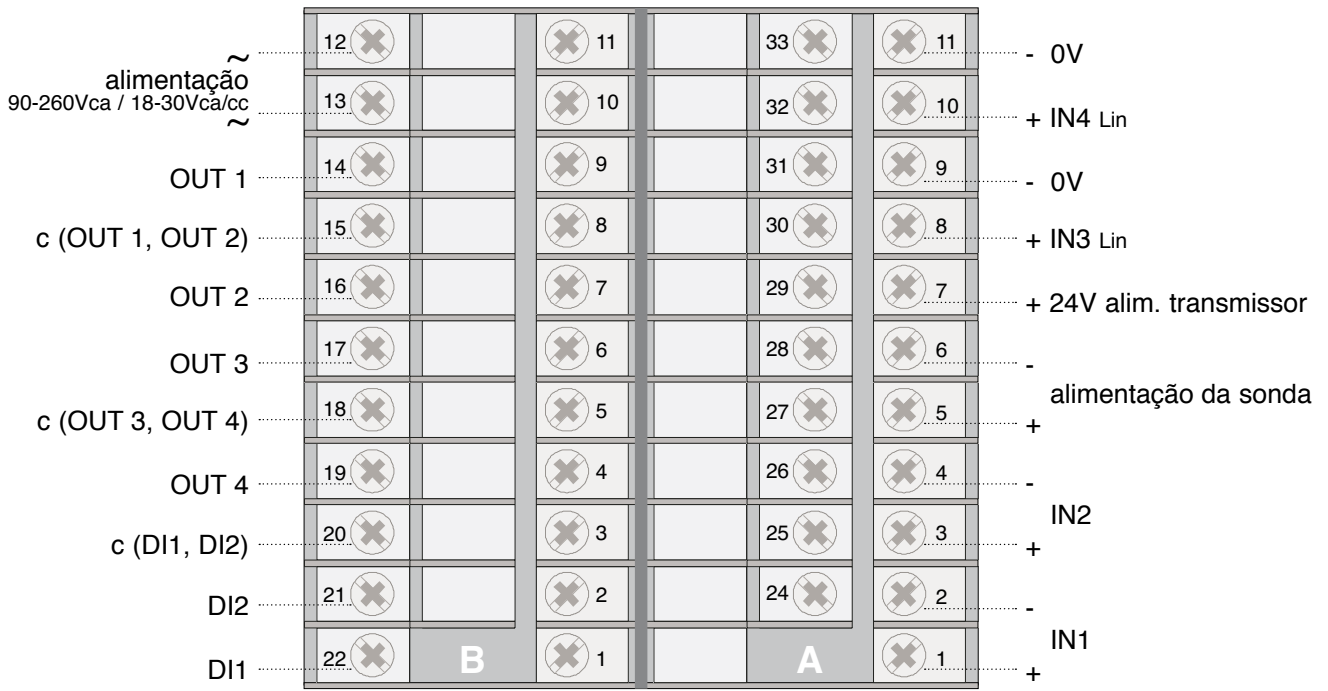 12 11 33 11 - 0V
~
alimentação
90-260Vca / 18-30Vca/cc
~
13 10 32 10 + IN4 Lin
OUT 1 14 9 31 9 - 0V
c (OUT 1, OUT 2) 15 8 30 8 + IN3 Lin
OUT 2 16 7 29 7 + 24V alim. transmissor
OUT 3 17 6 28 6 -
alimentação da sonda
c (OUT 3, OUT 4) 18 5 27 5 +
OUT 4 19 4 26 4 -
IN2
c (DI1, DI2) 20 3 25 3 +
DI2 21 2 24 2 -
IN1
DI1 22 B 1 A 1 +